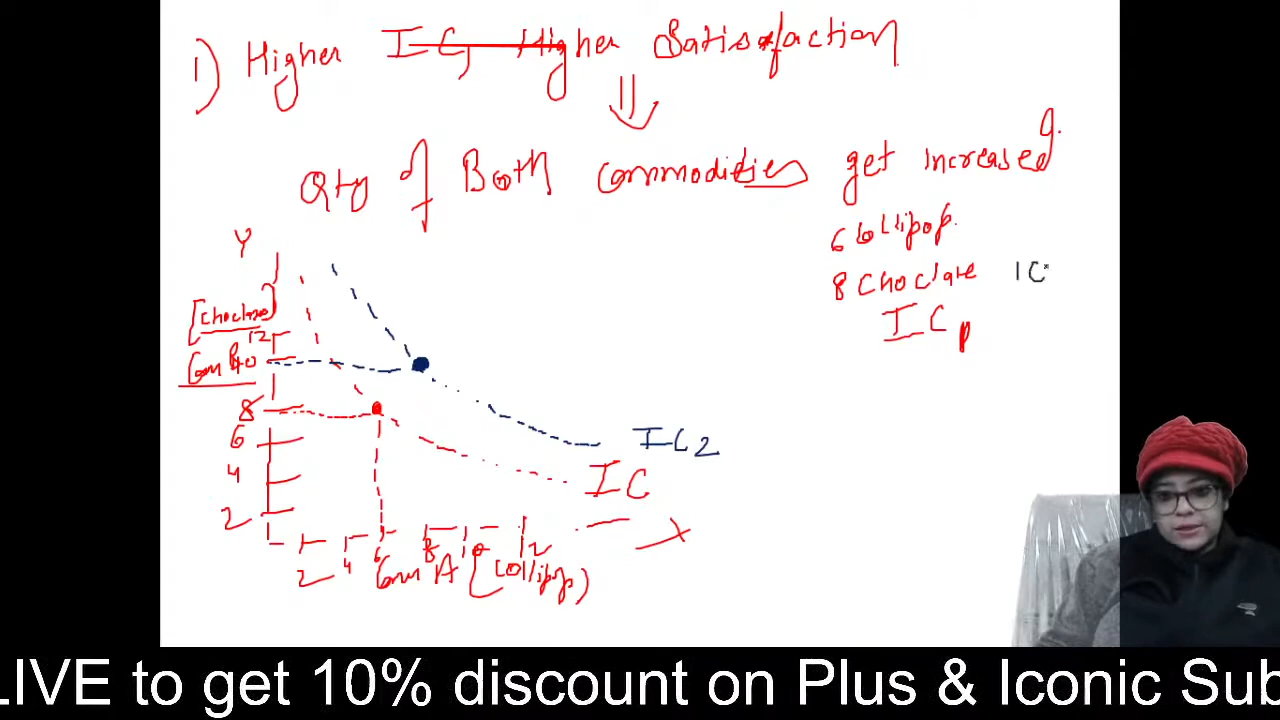 1) Higher IC, Higher Satisfaction
Qty of Both Commodities get increased
6 Lollipop.
8 Choclate IC
IC
Y
12
8
6
4
2
IC2
IC
X
2 4 6 8 10 12
Com A (Lollipop)
LIVE to get 10% discount on Plus & Iconic Sub